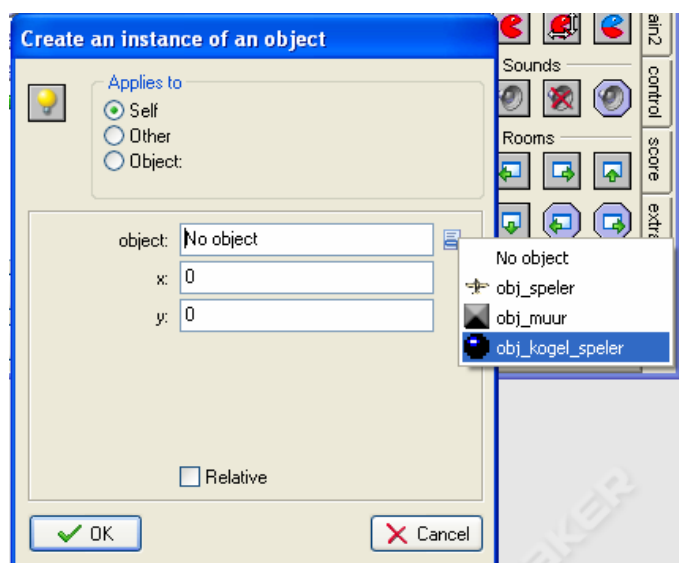 Create an instance of an object
Applies to
Self
Other
Object:
object: No object
x: 0
y: 0
Relative
OK
Cancel
No object
obj_speler
obj_muur
obj_kogel_speler
Sounds
Rooms
ain2
control
score
extra
AKER